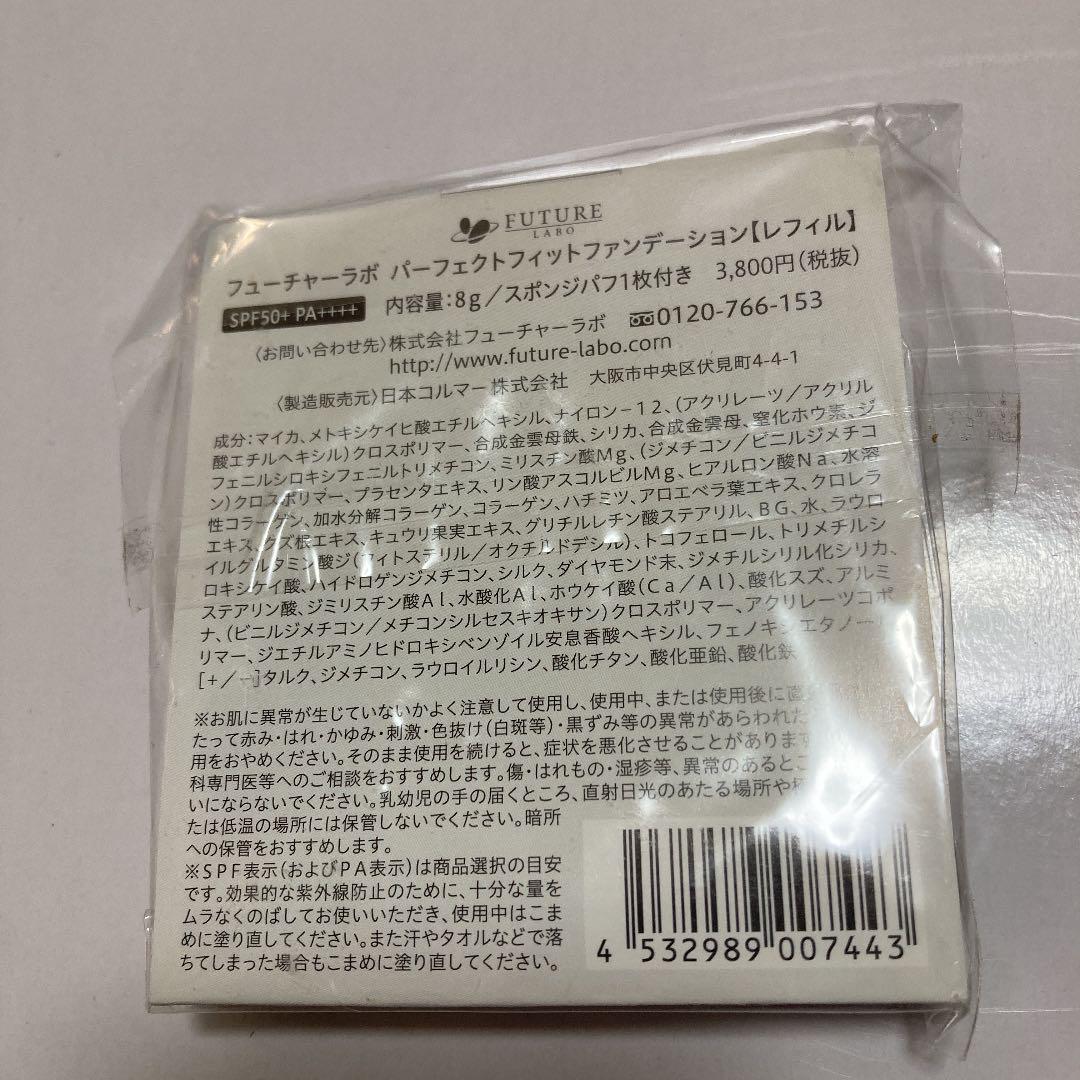 FUTURE
LABO
フューチャーラボ パーフェクトフィットファンデーション【レフィル】
SPF50+ PA++++ 内容量:8g/スポンジパフ1枚付き 3,800円(税抜)
〈お問い合わせ先〉株式会社フューチャーラボ 0120-766-153
http://www.future-labo.com
〈製造販売元〉日本コルマー株式会社 大阪市中央区伏見町4-4-1
成分:マイカ、メトキシケイヒ酸エチルヘキシル、ナイロン-12、(アクリレーツ/アクリル
酸エチルヘキシル)クロスポリマー、合成金雲母鉄、シリカ、合成金雲母、窒化ホウ素、ジ
フェニルシロキシフェニルトリメチコン、ミリスチン酸Mg、(ジメチコン/ビニルジメチコ
ン)クロスポリマー、プラセンタエキス、リン酸アスコルビルMg、ヒアルロン酸Na、水溶
性コラーゲン、加水分解コラーゲン、コラーゲン、ハチミツ、アロエベラ葉エキス、クロレラ
エキス、クズ根エキス、キュウリ果実エキス、グリチルレチン酸ステアリル、BG、水、ラウロ
イルグルタミン酸ジ(フィトステリル/オクチルドデシル)、トコフェロール、トリメチルシ
ロキシケイ酸、ハイドロゲンジメチコン、シルク、ダイヤモンド末、ジメチルシリル化シリカ、
ステアリン酸、ジミリスチン酸Al、水酸化Al、ホウケイ酸(Ca/Al)、酸化スズ、アルミ
ナ、(ビニルジメチコン/メチコンシルセスキオキサン)クロスポリマー、アクリレーツコポ
リマー、ジエチルアミノヒドロキシベンゾイル安息香酸ヘキシル、フェノキシエタノー
[+/-]タルク、ジメチコン、ラウロイルリシン、酸化チタン、酸化亜鉛、酸化鉄
※お肌に異常が生じていないかよく注意して使用し、使用中、または使用後に直
たって赤み・はれ・かゆみ・刺激・色抜け(白斑等)・黒ずみ等の異常があらわれた
用をおやめください。そのまま使用を続けると、症状を悪化させることがあります
科専門医等へのご相談をおすすめします。傷・はれもの・湿疹等、異常のあるとこ
いにならないでください。乳幼児の手の届くところ、直射日光のあたる場所や
たは低温の場所には保管しないでください。暗所
への保管をおすすめします。
※SPF表示(およびPA表示)は商品選択の目安
です。効果的な紫外線防止のために、十分な量を
ムラなくのばしてお使いいただき、使用中はこま
めに塗り直してください。また汗やタオルなどで落
ちてしまった場合もこまめに塗り直してください。
4 532989 007443